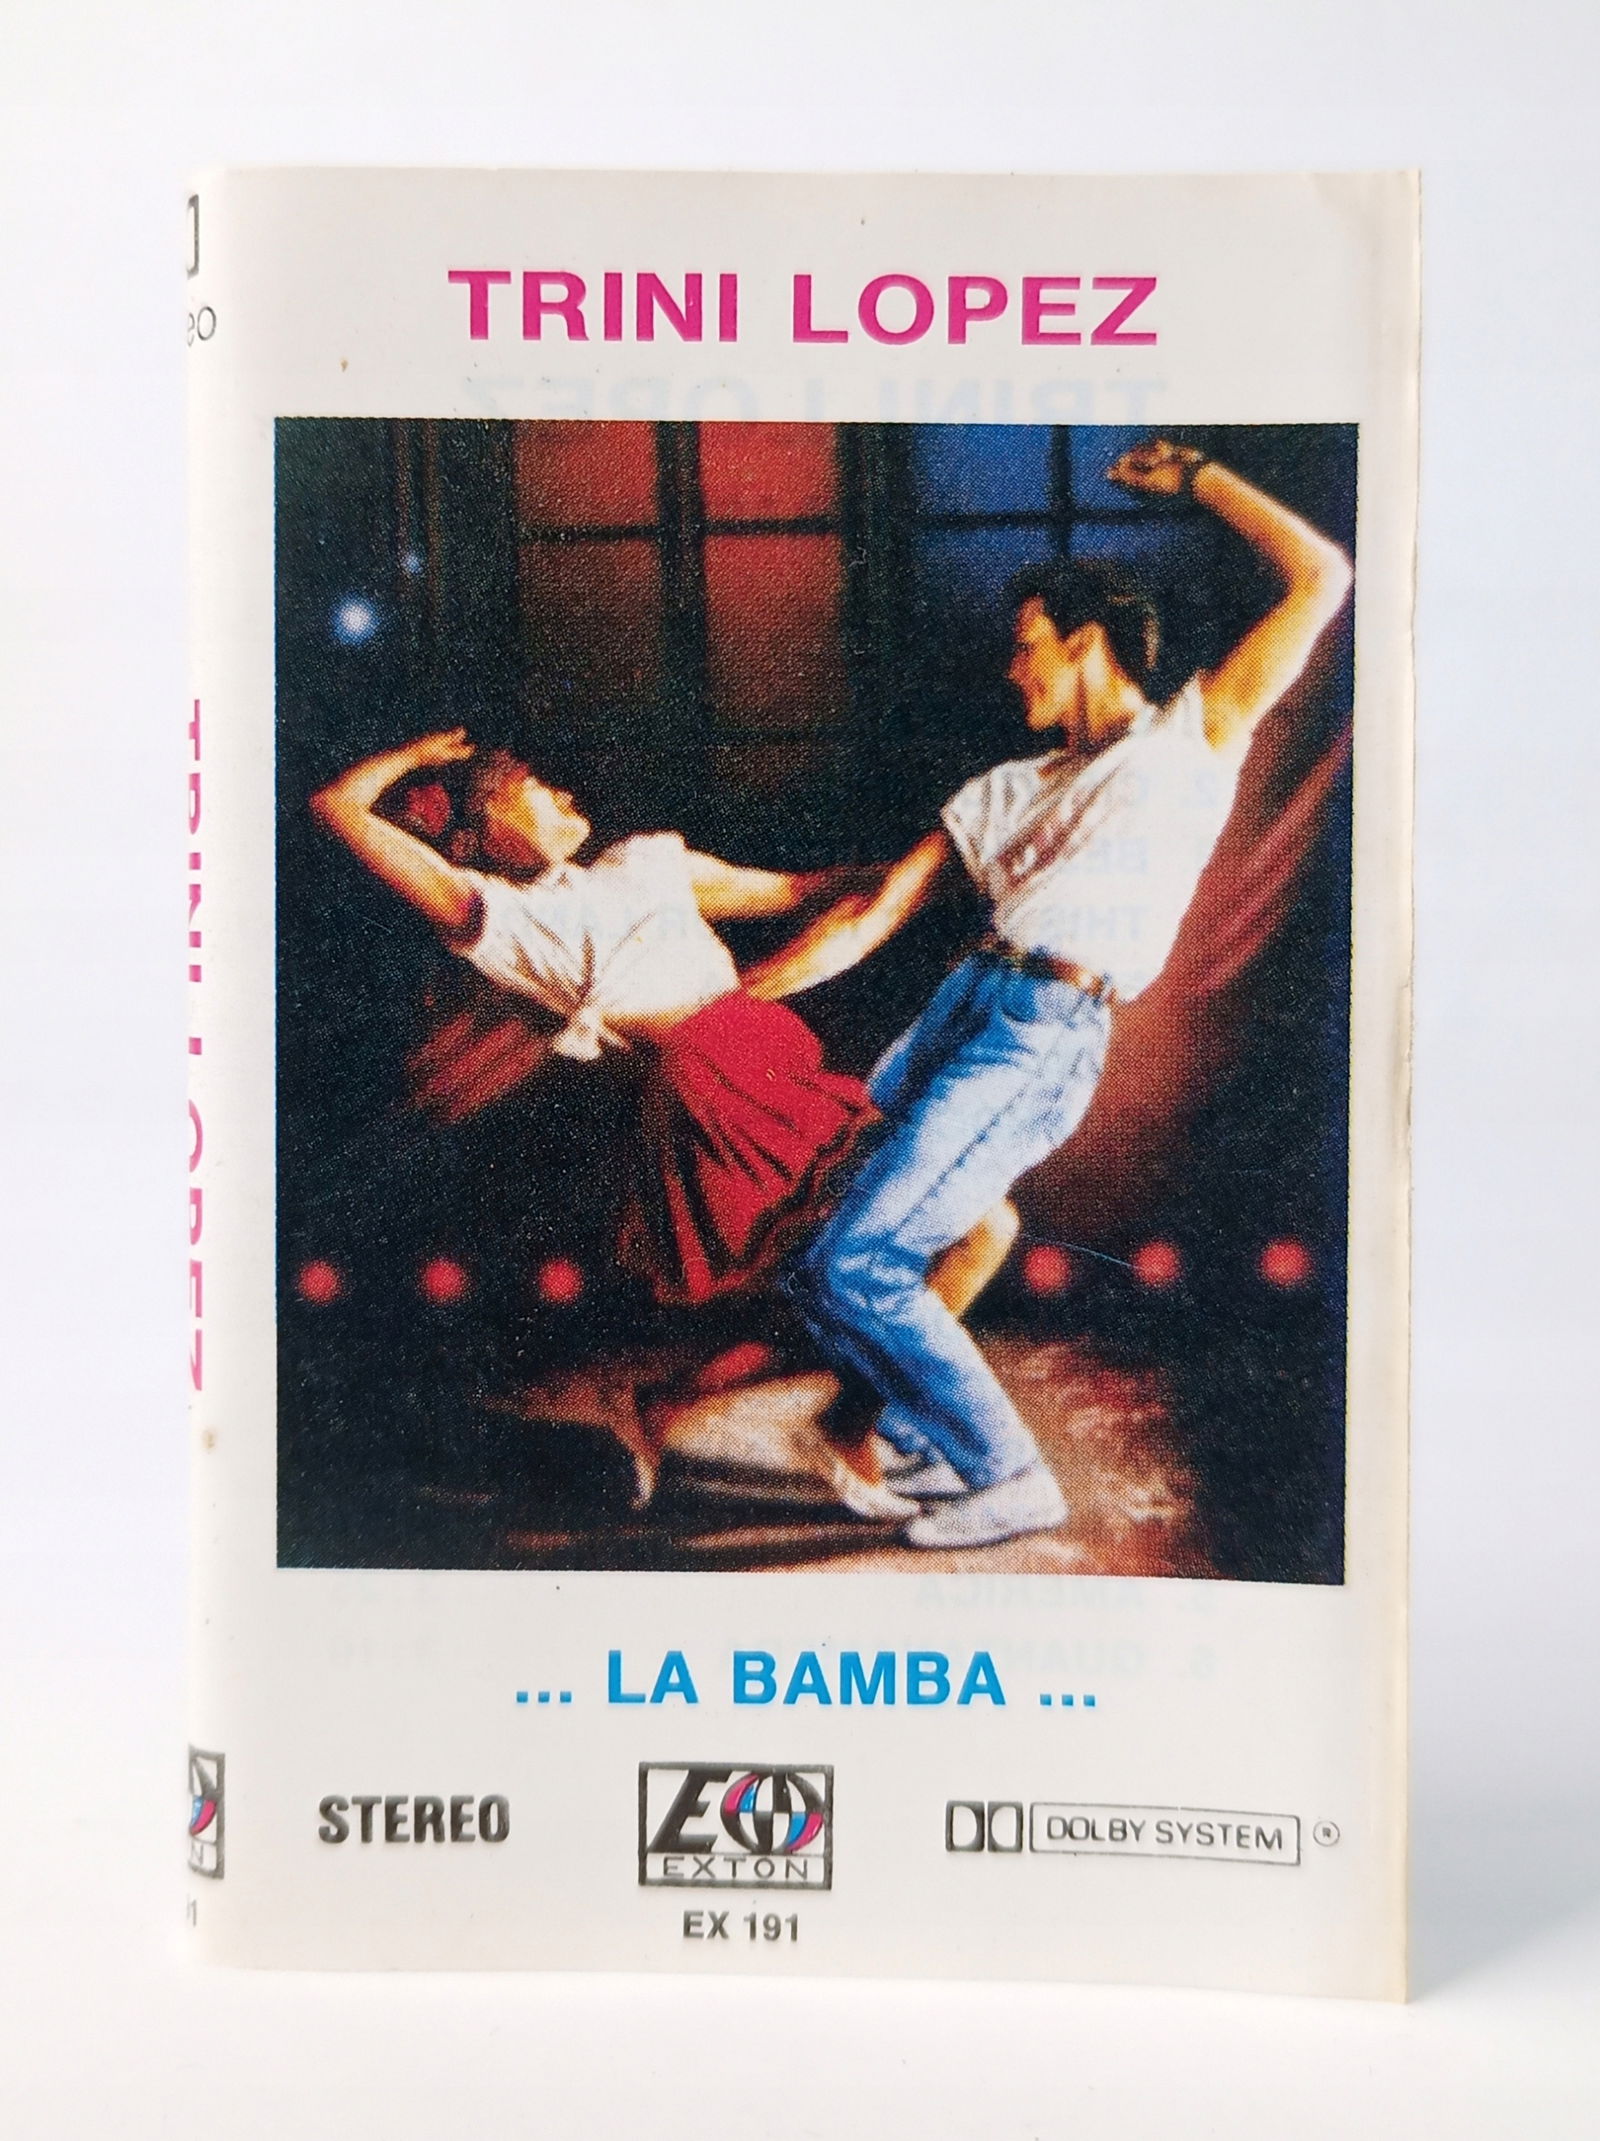 TRINI LOPEZ
... LA BAMBA ...
STEREO
EXTON
DOLBY SYSTEM ®
EX 191
TRINI LOPEZ